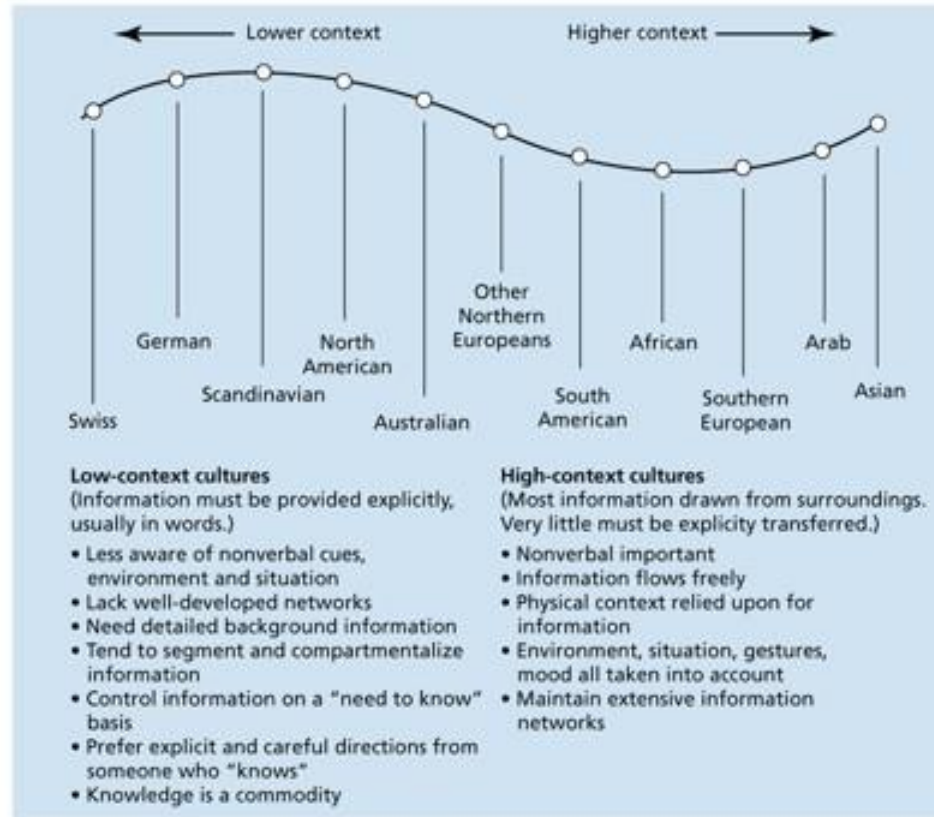 Lower context
Higher context
Swiss
German
Scandinavian
North
American
Australian
Other
Northern
Europeans
South
American
African
Southern
European
Arab
Asian
Low-context cultures
(Information must be provided explicitly,
usually in words.)
• Less aware of nonverbal cues,
environment and situation
• Lack well-developed networks
• Need detailed background information
• Tend to segment and compartmentalize
information
• Control information on a “need to know”
basis
• Prefer explicit and careful directions from
someone who “knows”
• Knowledge is a commodity
High-context cultures
(Most information drawn from surroundings.
Very little must be explicity transferred.)
• Nonverbal important
• Information flows freely
• Physical context relied upon for
information
• Environment, situation, gestures,
mood all taken into account
• Maintain extensive information
networks